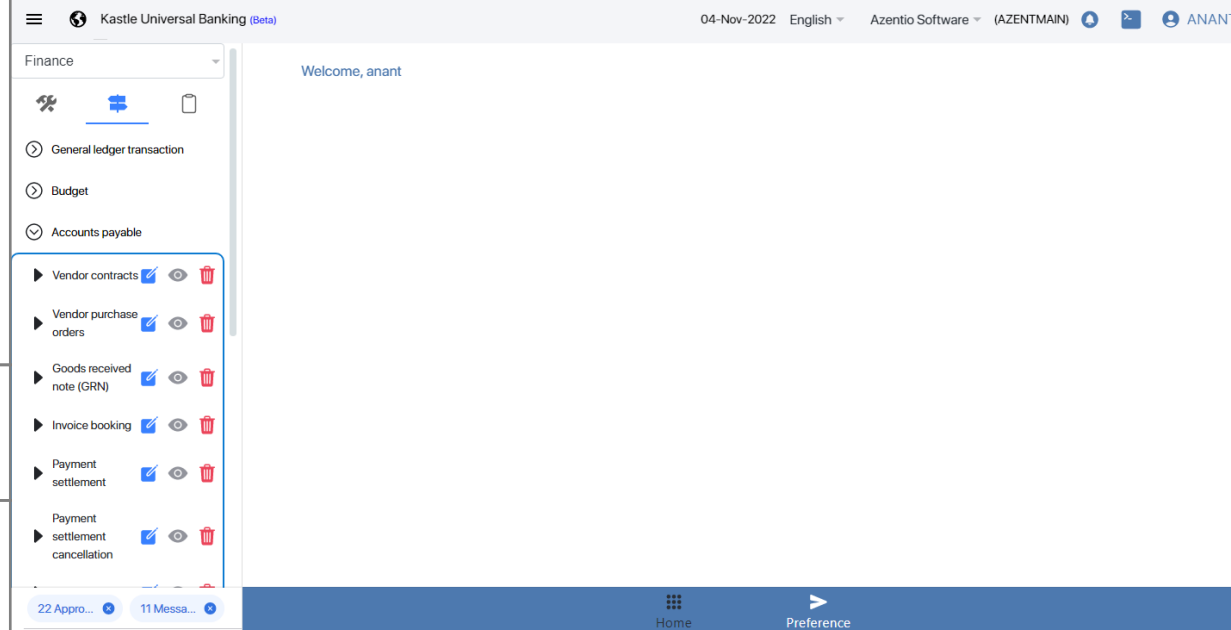 Kastle Universal Banking (Beta)
04-Nov-2022 English Azentio Software (AZENTMAIN) ANANT
Finance
Welcome, anant
General ledger transaction
Budget
Accounts payable
Vendor contracts
Vendor purchase
orders
Goods received
note (GRN)
Invoice booking
Payment
settlement
Payment
settlement
cancellation
22 Appro...
11 Messa...
Home
Preference